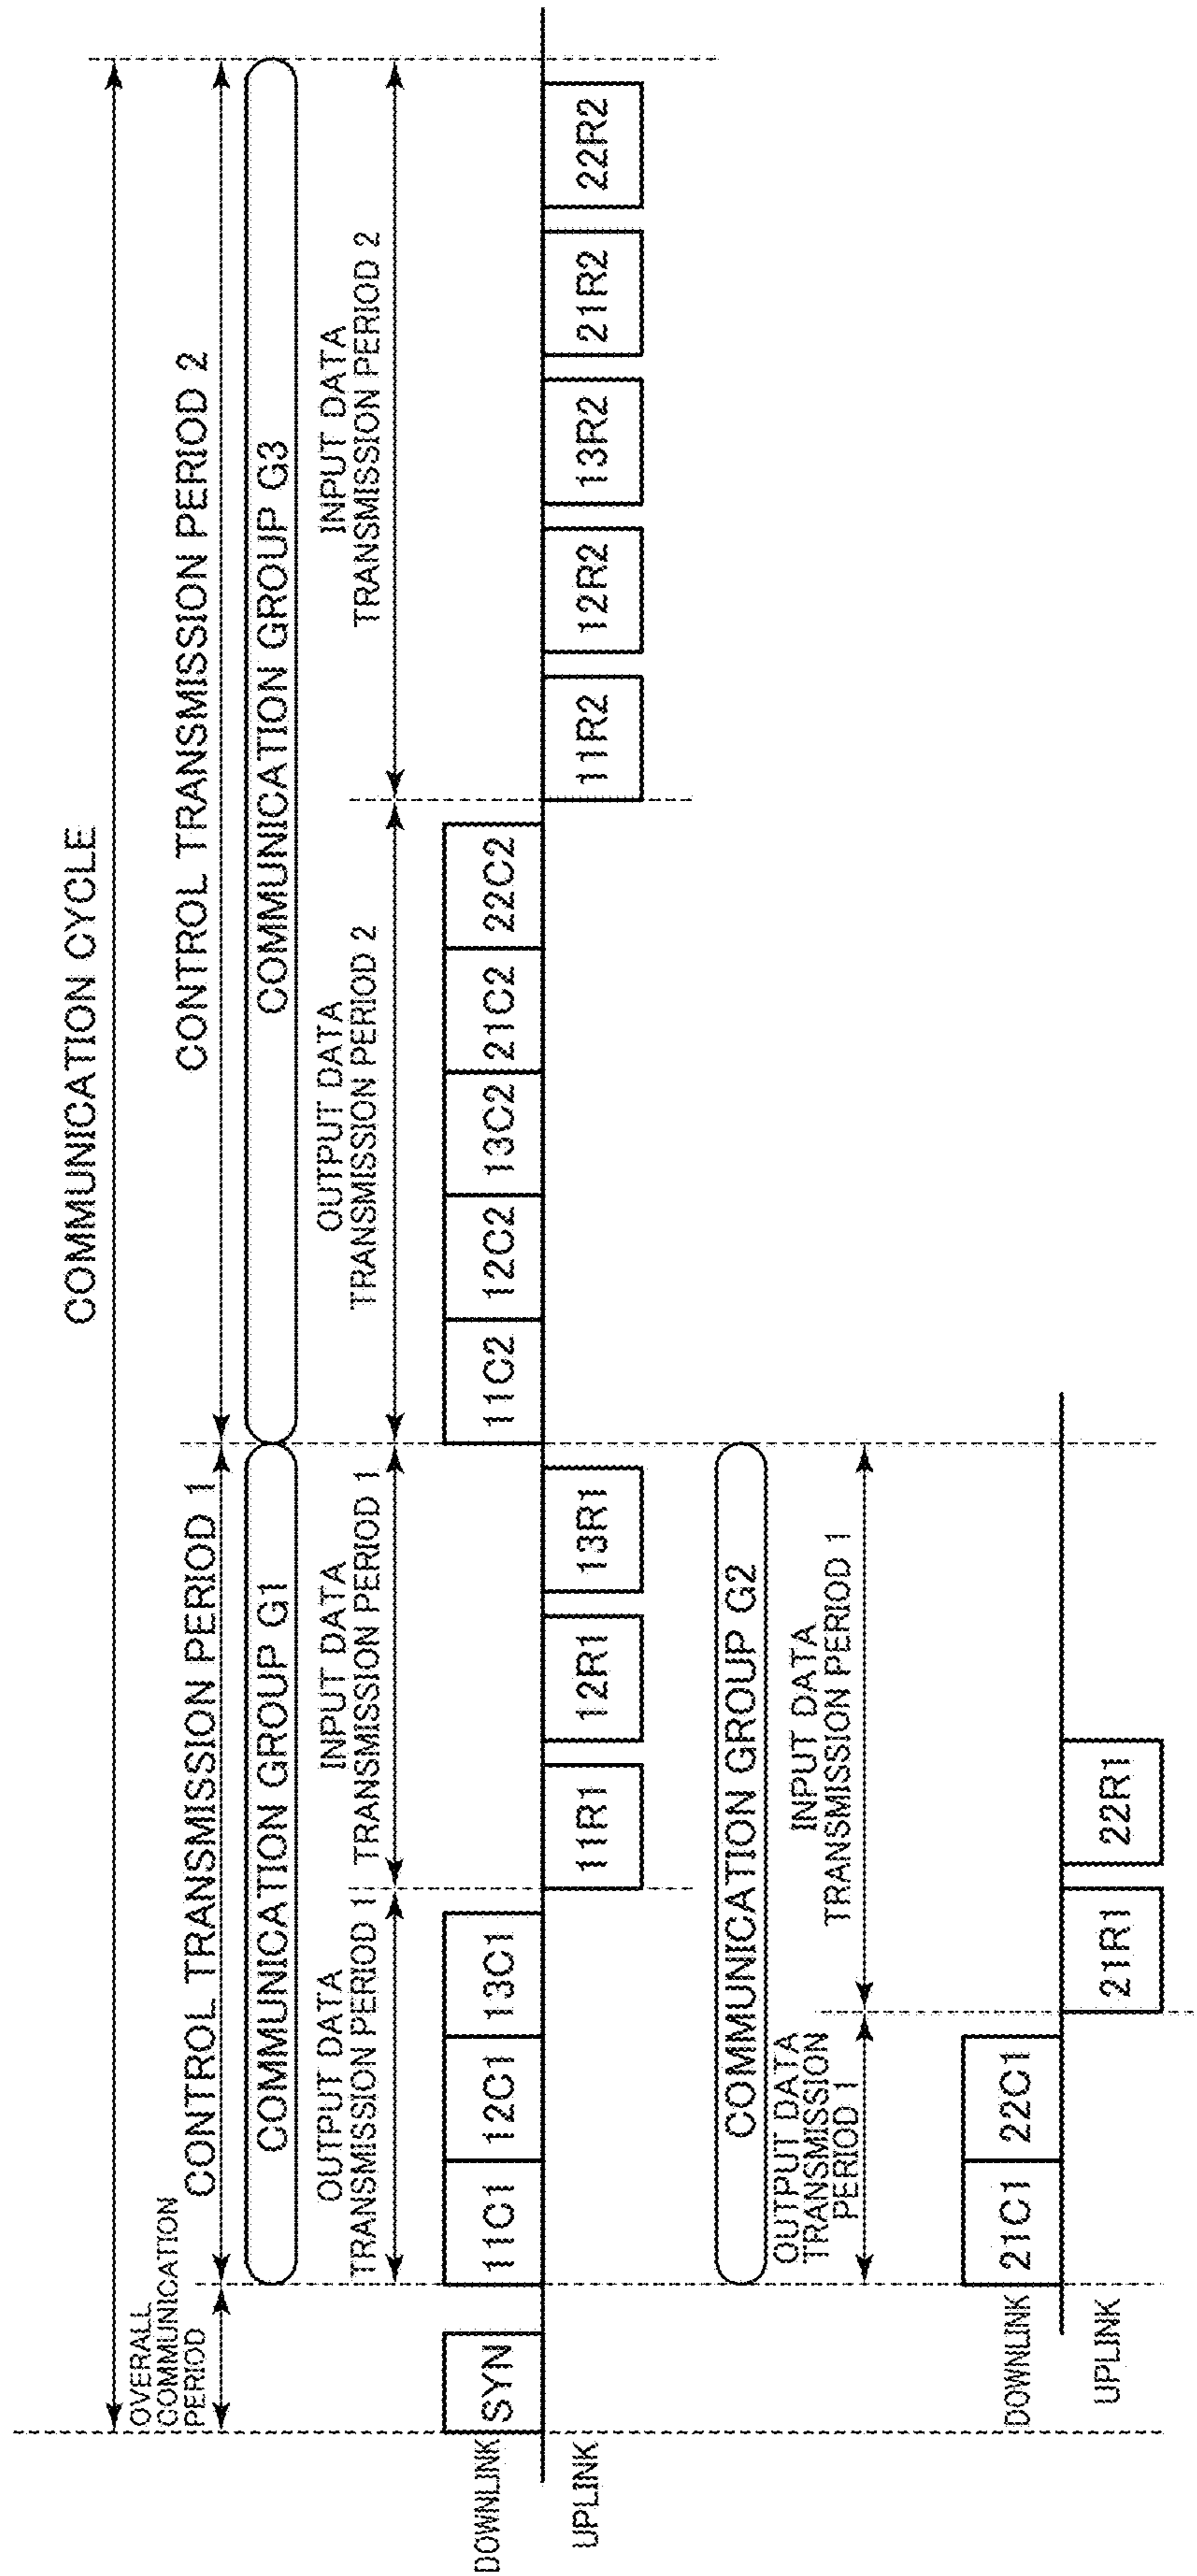 COMMUNICATION CYCLE
OVERALL
COMMUNICATION
PERIOD
CONTROL TRANSMISSION PERIOD 1
CONTROL TRANSMISSION PERIOD 2
COMMUNICATION GROUP G1
COMMUNICATION GROUP G3
OUTPUT DATA
TRANSMISSION PERIOD 1
INPUT DATA
TRANSMISSION PERIOD 1
OUTPUT DATA
TRANSMISSION PERIOD 2
INPUT DATA
TRANSMISSION PERIOD 2
DOWNLINK
SYN
11C1
12C1
13C1
11C2
12C2
13C2
21C2
22C2
UPLINK
11R1
12R1
13R1
11R2
12R2
13R2
21R2
22R2
COMMUNICATION GROUP G2
OUTPUT DATA
TRANSMISSION
PERIOD 1
INPUT DATA
TRANSMISSION PERIOD 1
DOWNLINK
21C1
22C1
UPLINK
21R1
22R1